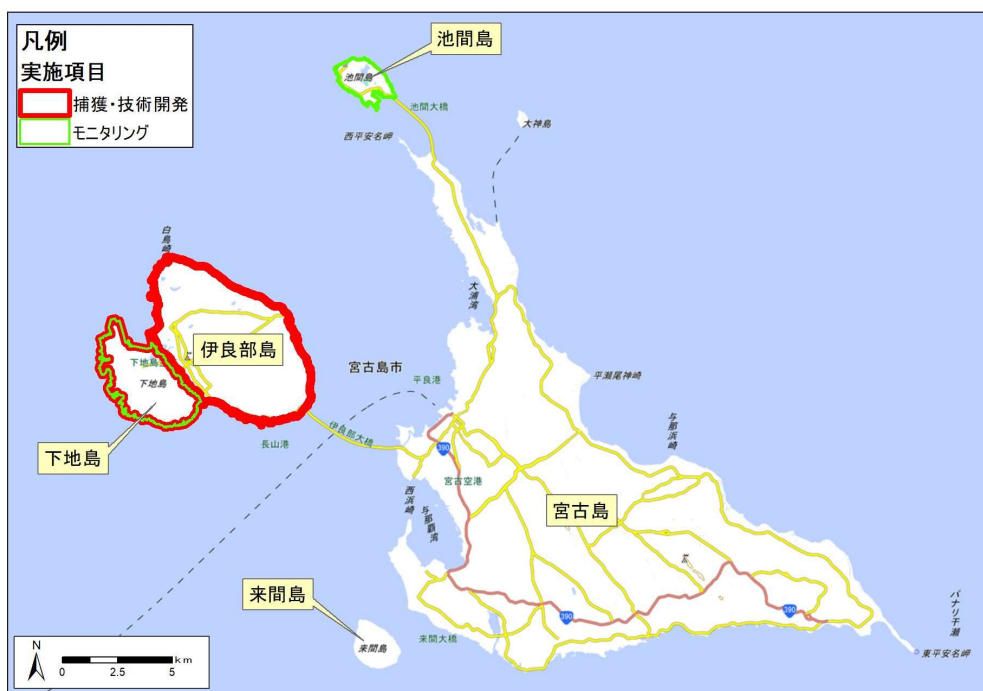 凡例
実施項目
捕獲・技術開発
モニタリング
池間島
池間島
池間大橋
大神島
西平安名岬
白鳥崎
大浦湾
伊良部島
宮古島市
平良港
平瀬尾神崎
下地島
与那浜崎
長山港
伊良部大橋
390
下地島
宮古空港
西浜崎
与那覇湾
宮古島
来間島
390
390
パナリ干瀬
来間大橋
来間島
東平安名岬
N
0 2.5 5 km